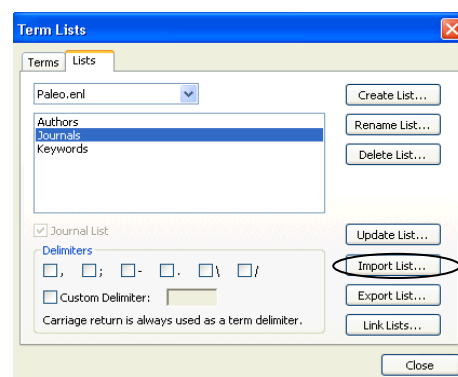 Term Lists
Terms Lists
Paleo.enl
Create List...
Authors
Journals
Keywords
Rename List...
Delete List...
Journal List
Update List...
Delimiters
, ; - . \ /
Import List...
Custom Delimiter:
Export List...
Carriage return is always used as a term delimiter.
Link Lists...
Close